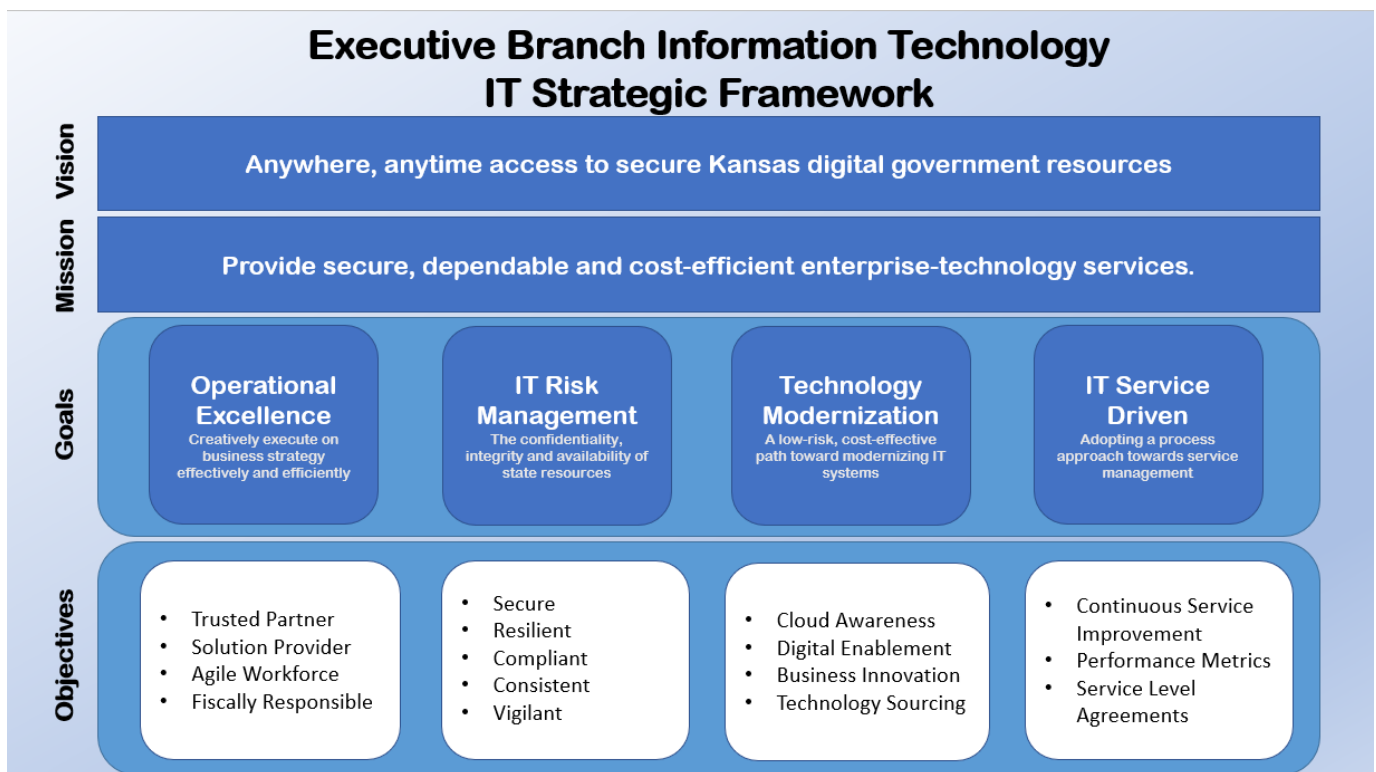 Executive Branch Information Technology
IT Strategic Framework
Vision
Anywhere, anytime access to secure Kansas digital government resources
Mission
Provide secure, dependable and cost-efficient enterprise-technology services.
Goals
Operational
Excellence
Creatively execute on
business strategy
effectively and efficiently
IT Risk
Management
The confidentiality,
integrity and availability of
state resources
Technology
Modernization
A low-risk, cost-effective
path toward modernizing IT
systems
IT Service
Driven
Adopting a process
approach towards service
management
Objectives
• Trusted Partner
• Solution Provider
• Agile Workforce
• Fiscally Responsible
• Secure
• Resilient
• Compliant
• Consistent
• Vigilant
• Cloud Awareness
• Digital Enablement
• Business Innovation
• Technology Sourcing
• Continuous Service
Improvement
• Performance Metrics
• Service Level
Agreements